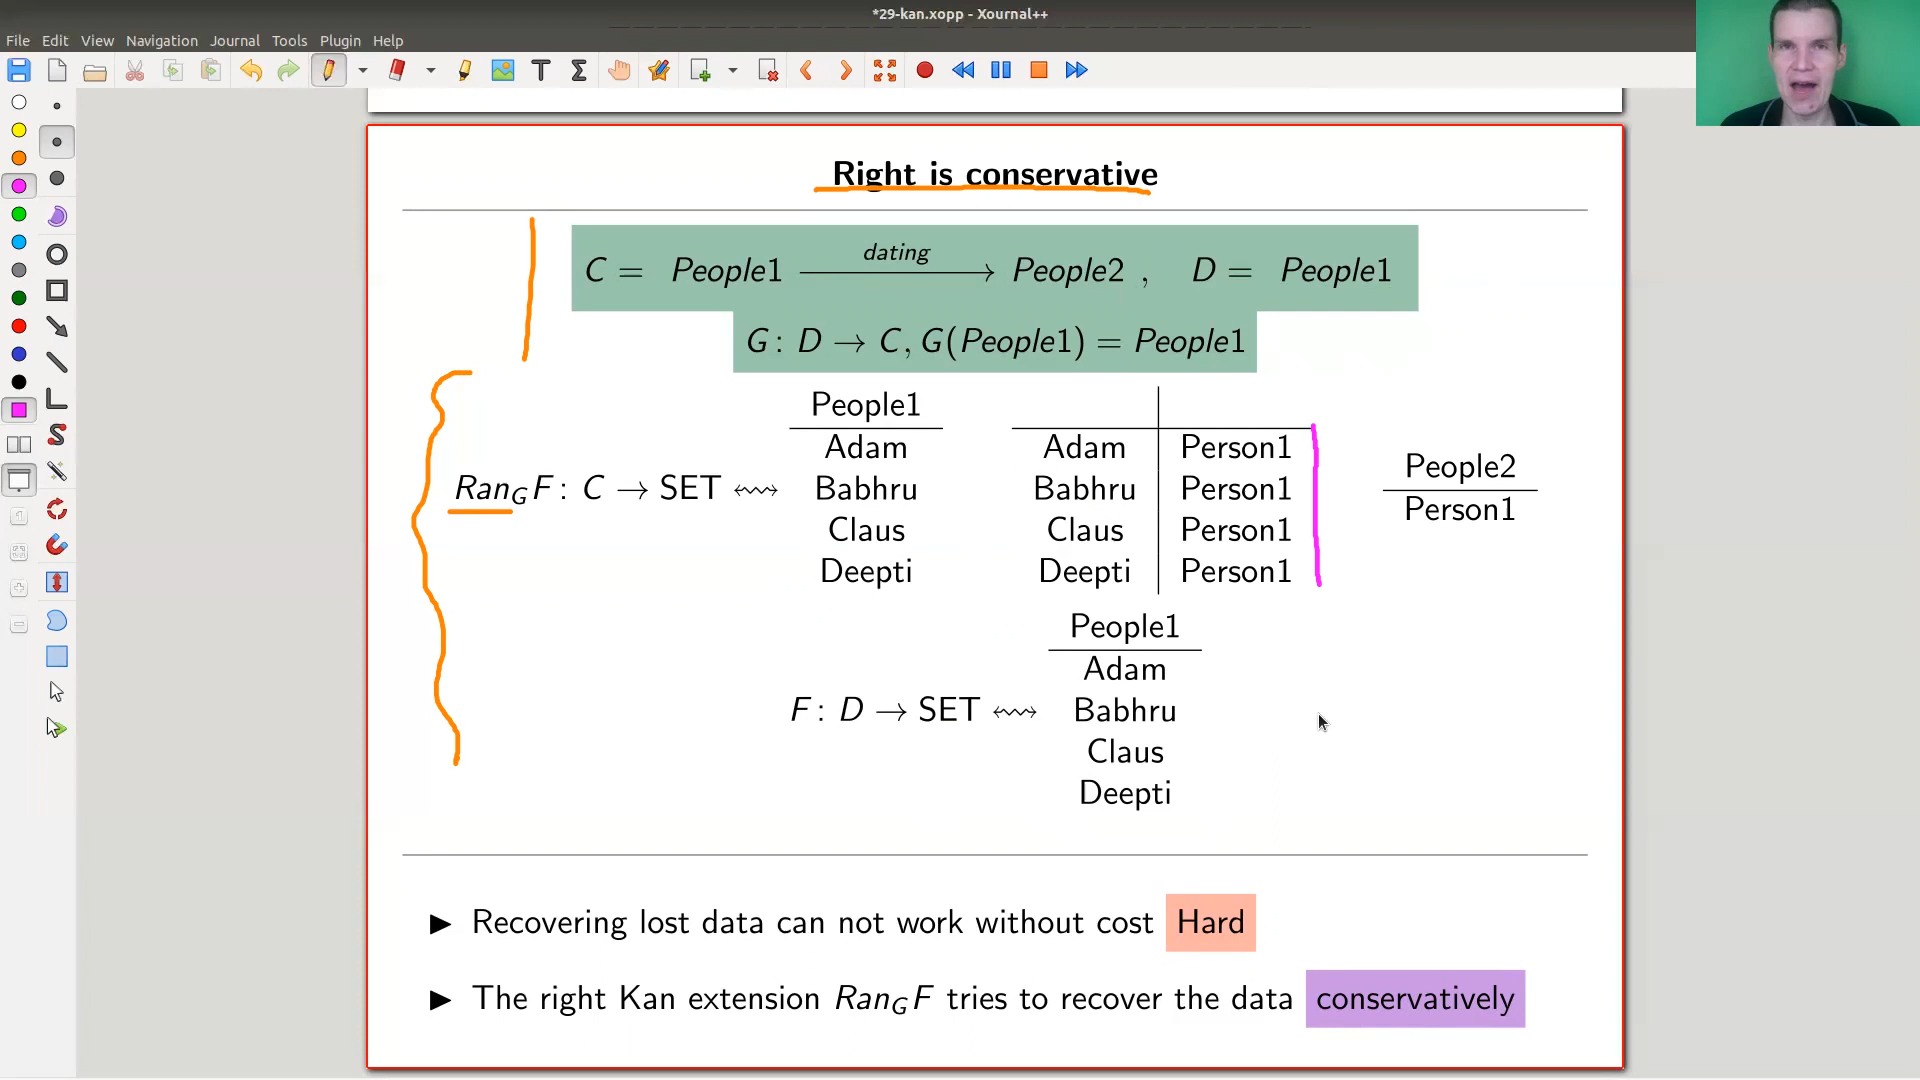 *29-kan.xopp - Xournal++
File Edit View Navigation Journal Tools Plugin Help
Right is conservative
C = People1 —dating→ People2 , D = People1
G: D → C, G(People1) = People1
Ran_G F: C → SET ⇝
People1
Adam
Babhru
Claus
Deepti
Adam Person1
Babhru Person1
Claus Person1
Deepti Person1
People2
Person1
F: D → SET ⇝
People1
Adam
Babhru
Claus
Deepti
▶ Recovering lost data can not work without cost Hard
▶ The right Kan extension Ran_G F tries to recover the data conservatively